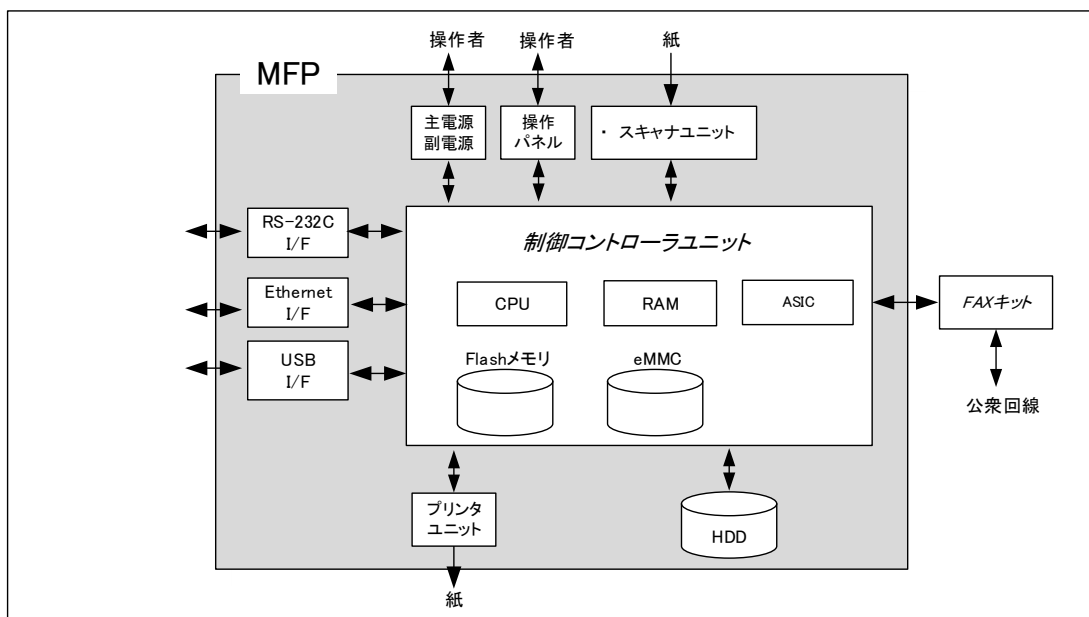 操作者
操作者
紙
MFP
主電源
副電源
操作
パネル
・ スキャナユニット
RS-232C
I/F
制御コントローラユニット
Ethernet
I/F
CPU
RAM
ASIC
FAXキット
USB
I/F
Flashメモリ
eMMC
公衆回線
プリンタ
ユニット
HDD
紙